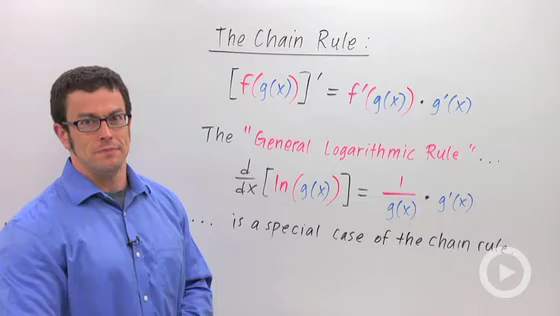 The Chain Rule:
[f(g(x))]' = f'(g(x)) · g'(x)
The "General Logarithmic Rule"...
d/dx [ln(g(x))] = 1/g(x) · g'(x)
... is a special case of the chain rule.